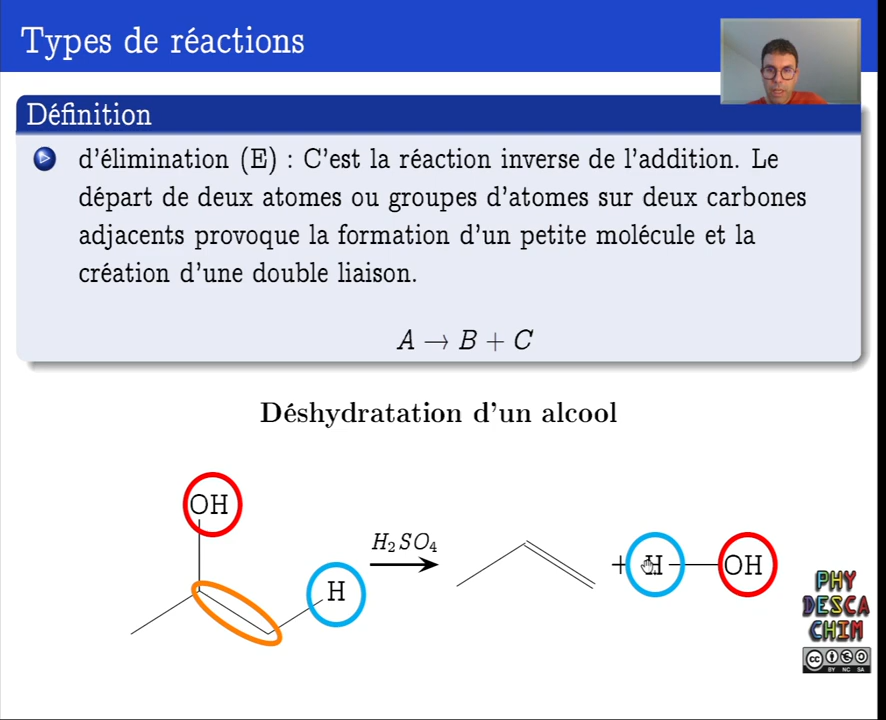 Types de réactions
Définition
d'élimination (E) : C'est la réaction inverse de l'addition. Le
départ de deux atomes ou groupes d'atomes sur deux carbones
adjacents provoque la formation d'un petite molécule et la
création d'une double liaison.
A → B + C
Déshydratation d'un alcool
OH
H
H₂SO₄
+ H OH
PHY
DESCA
CHIM
CC BY NC SA